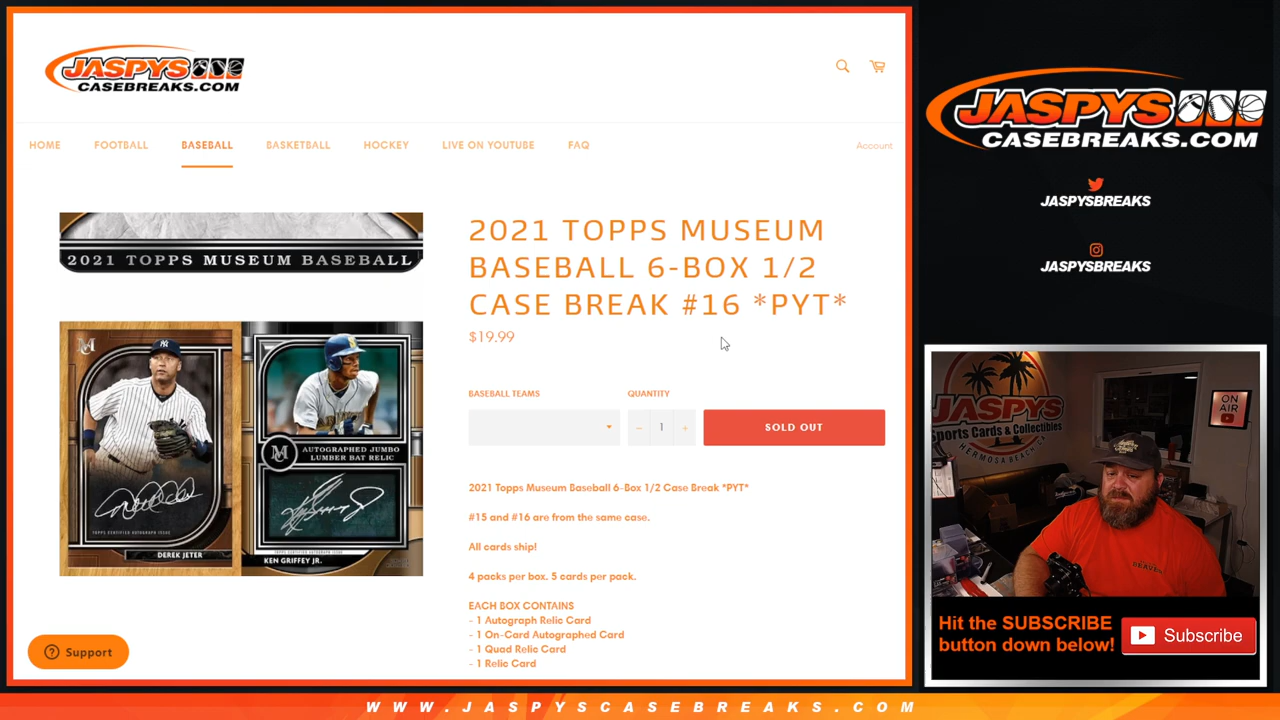 JASPYS
CASEBREAKS.COM
HOME
FOOTBALL
BASEBALL
BASKETBALL
HOCKEY
LIVE ON YOUTUBE
FAQ
Account
2021 TOPPS MUSEUM BASEBALL
DEREK JETER
AUTOGRAPHED JUMBO
LUMBER BAT RELIC
KEN GRIFFEY JR.
TOPPS CERTIFIED AUTOGRAPH ISSUE
2021 TOPPS MUSEUM
BASEBALL 6-BOX 1/2
CASE BREAK #16 *PYT*
$19.99
BASEBALL TEAMS
QUANTITY
− 1 +
SOLD OUT
2021 Topps Museum Baseball 6-Box 1/2 Case Break *PYT*
#15 and #16 are from the same case.
All cards ship!
4 packs per box. 5 cards per pack.
EACH BOX CONTAINS
- 1 Autograph Relic Card
- 1 On-Card Autographed Card
- 1 Quad Relic Card
- 1 Relic Card
? Support
JASPYS
CASEBREAKS.COM
JASPYSBREAKS
JASPYSBREAKS
JASPYS
Sports Cards & Collectibles
HERMOSA BEACH
ON
AIR
Hit the SUBSCRIBE
button down below!
Subscribe
WWW.JASPYSCASEBREAKS.COM